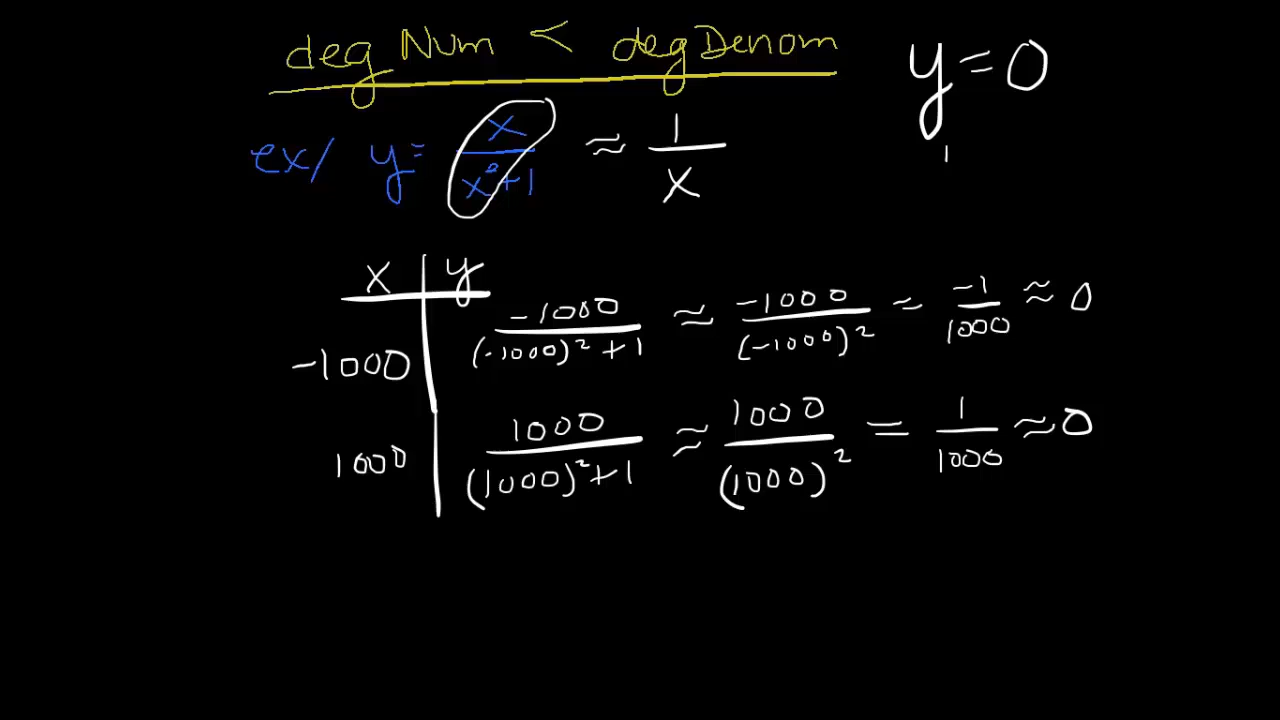 deg Num < deg Denom
y = 0
ex/ y = x/(x²+1) ≈ 1/x
x | y
-1000 | -1000/((-1000)²+1) ≈ -1000/(-1000)² = -1/1000 ≈ 0
1000 | 1000/((1000)²+1) ≈ 1000/(1000)² = 1/1000 ≈ 0